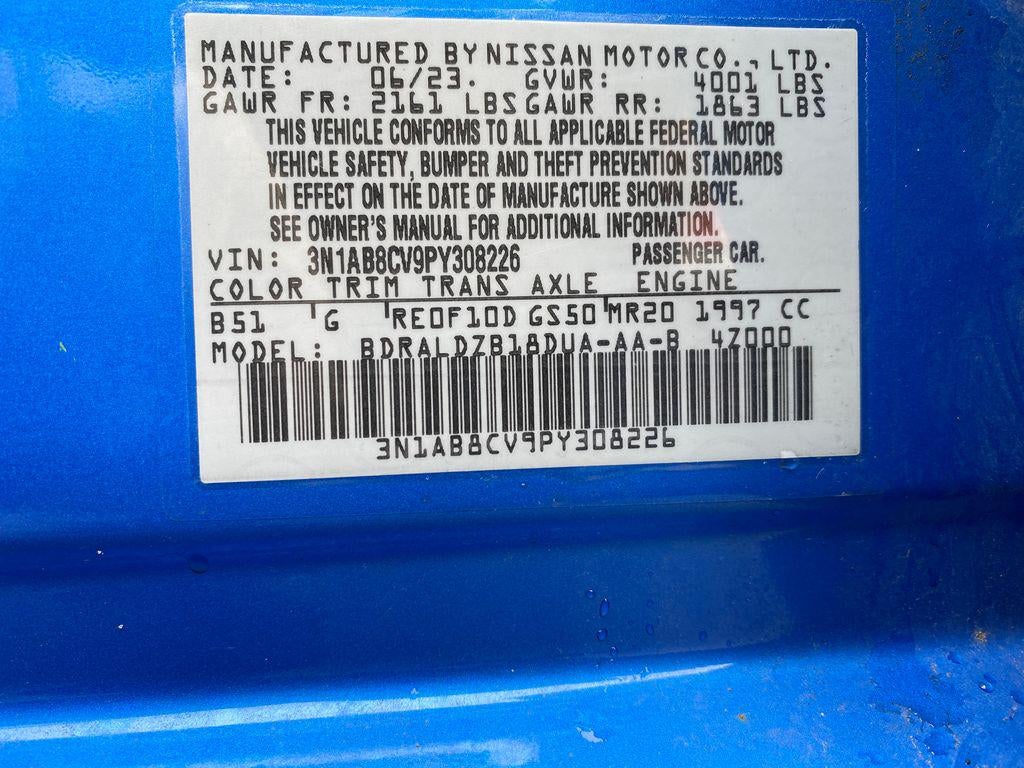 MANUFACTURED BY NISSAN MOTOR CO., LTD.
DATE: 06/23. GVWR: 4001 LBS
GAWR FR: 2161 LBS GAWR RR: 1863 LBS
THIS VEHICLE CONFORMS TO ALL APPLICABLE FEDERAL MOTOR
VEHICLE SAFETY, BUMPER AND THEFT PREVENTION STANDARDS
IN EFFECT ON THE DATE OF MANUFACTURE SHOWN ABOVE.
SEE OWNER'S MANUAL FOR ADDITIONAL INFORMATION.
VIN: 3N1AB8CV9PY308226 PASSENGER CAR.
COLOR TRIM TRANS AXLE ENGINE
B51 G RE0F10D GS50 MR20 1997 CC
MODEL: BDRALDZB18DUA-AA-B 4Z000
3N1AB8CV9PY308226